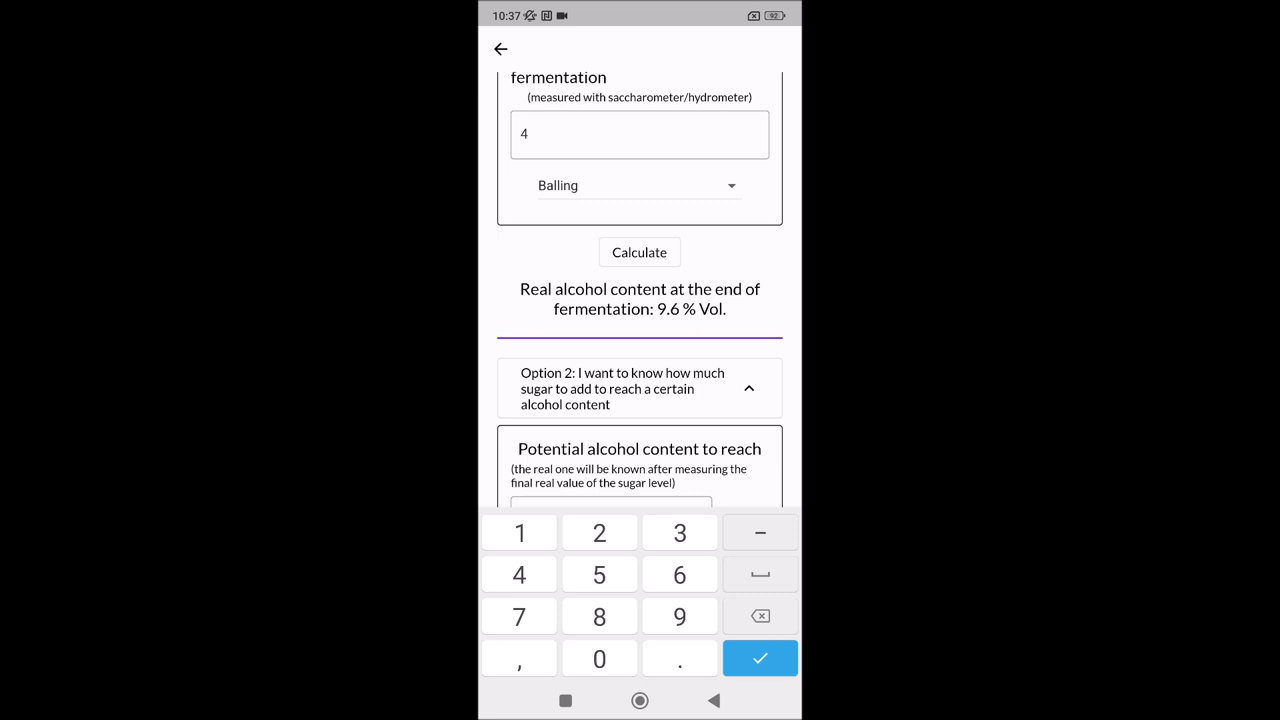 10:37
92
fermentation
(measured with saccharometer/hydrometer)
4
Balling
Calculate
Real alcohol content at the end of
fermentation: 9.6 % Vol.
Option 2: I want to know how much
sugar to add to reach a certain
alcohol content
Potential alcohol content to reach
(the real one will be known after measuring the
final real value of the sugar level)
1 2 3 –
4 5 6
7 8 9
, 0 .